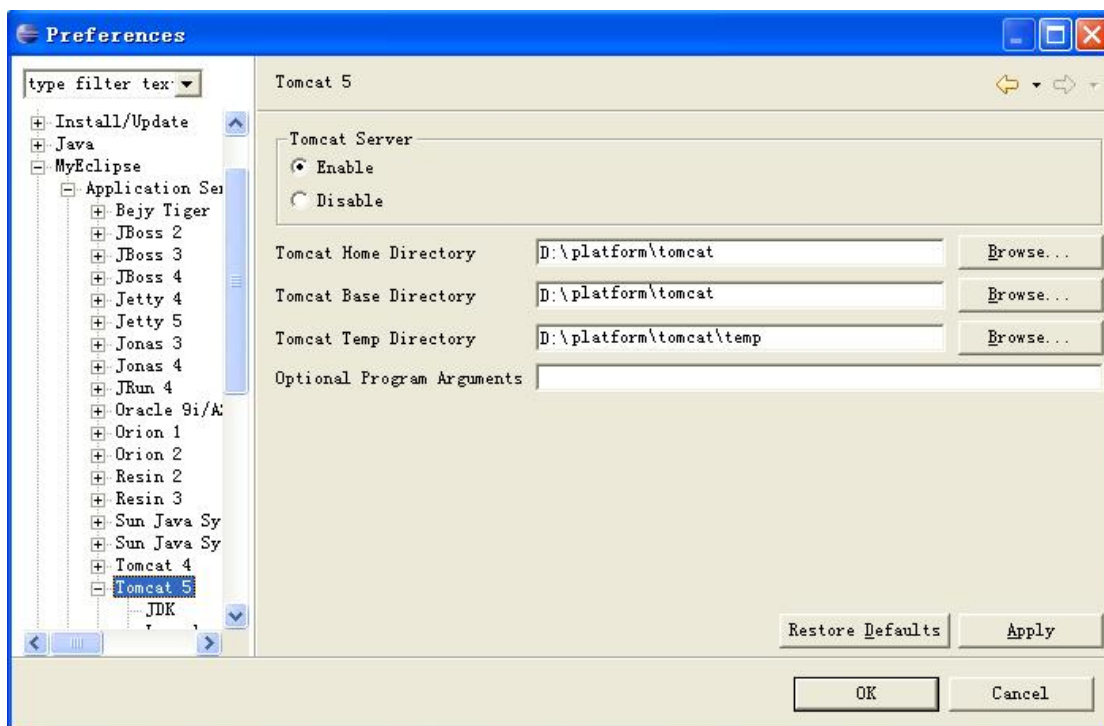 Preferences
type filter tex
Tomcat 5
Install/Update
Java
MyEclipse
Application Se
Bejy Tiger
JBoss 2
JBoss 3
JBoss 4
Jetty 4
Jetty 5
Jonas 3
Jonas 4
JRun 4
Oracle 9i/A
Orion 1
Orion 2
Resin 2
Resin 3
Sun Java Sy
Sun Java Sy
Tomcat 4
Tomcat 5
JDK
Tomcat Server
Enable
Disable
Tomcat Home Directory D:\platform\tomcat Browse...
Tomcat Base Directory D:\platform\tomcat Browse...
Tomcat Temp Directory D:\platform\tomcat\temp Browse...
Optional Program Arguments
Restore Defaults Apply
OK Cancel